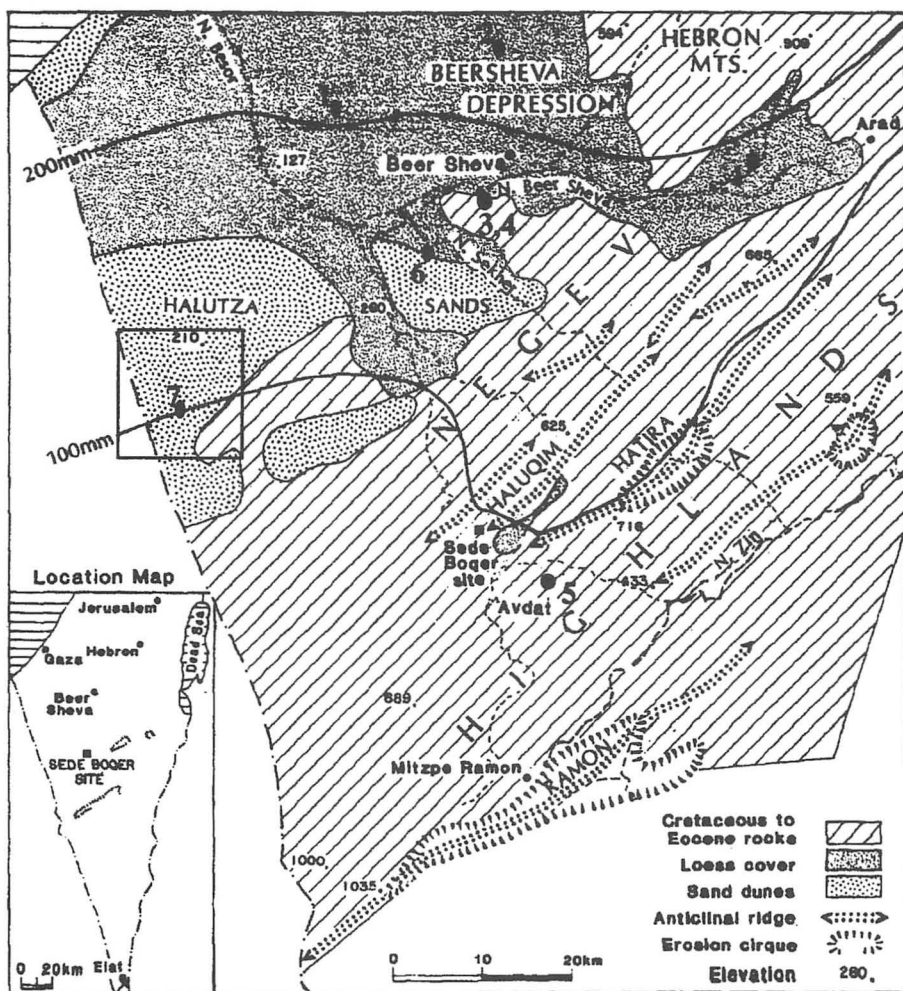 HEBRON
MTS.
594
909
N. Besor
BEERSHEVA
DEPRESSION
Arad
200mm
127
Beer Sheva
N. Beer Sheva
3,4
6
HALUTZA
SANDS
210
280
665
7
100mm
NEGEV
HIGHLANDS
625
HALUQIM
HATIRA
559
716
Sede
Boqer
site
N. Zin
433
5
Avdat
689
Mitzpe Ramon
RAMON
1000
1035
Location Map
Jerusalem
Gaza
Hebron
Dead Sea
Beer
Sheva
SEDE BOQER
SITE
Elat
0 20km
0 10 20km
Cretaceous to
Eocene rocks
Loess cover
Sand dunes
Anticlinal ridge
Erosion cirque
Elevation 280.